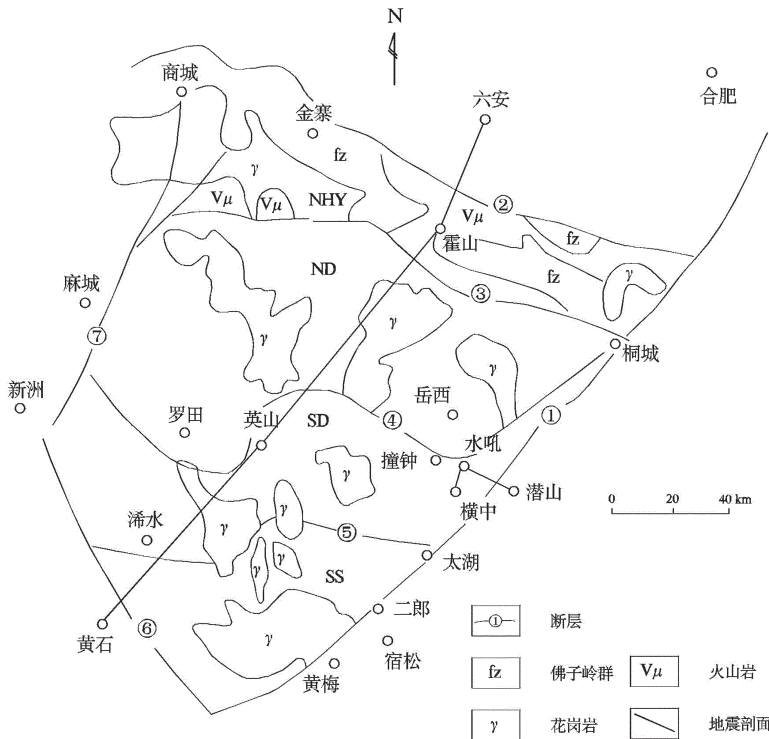 N
商城
六安
合肥
金寨
fz
γ
②
Vμ
Vμ
NHY
Vμ
fz
霍山
ND
fz
γ
③
麻城
⑦
γ
γ
桐城
γ
新洲
岳西
①
罗田
英山
SD
④
水吼
撞钟
γ
潜山
横中
0 20 40 km
浠水
γ
γ
⑤
太湖
γ
γ
SS
二郎
① 断层
黄石
⑥
γ
宿松
黄梅
fz 佛子岭群 Vμ 火山岩
γ 花岗岩 地震剖面